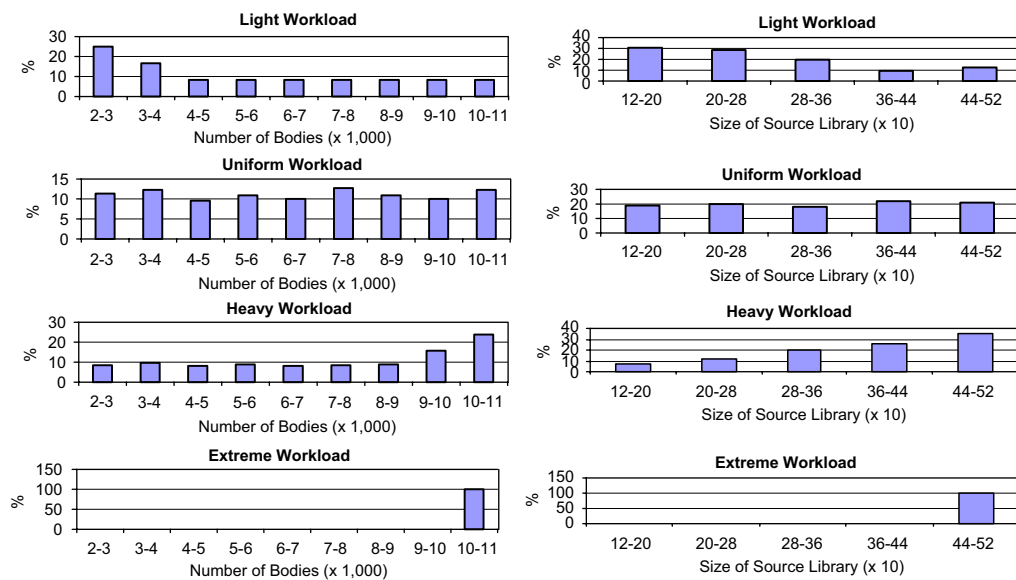 Light Workload
30
20
10
0
%
2-3 3-4 4-5 5-6 6-7 7-8 8-9 9-10 10-11
Number of Bodies (x 1,000)
Uniform Workload
15
10
5
0
%
2-3 3-4 4-5 5-6 6-7 7-8 8-9 9-10 10-11
Number of Bodies (x 1,000)
Heavy Workload
30
20
10
0
%
2-3 3-4 4-5 5-6 6-7 7-8 8-9 9-10 10-11
Number of Bodies (x 1,000)
Extreme Workload
150
100
50
0
%
2-3 3-4 4-5 5-6 6-7 7-8 8-9 9-10 10-11
Number of Bodies (x 1,000)
Light Workload
40
30
20
10
0
%
12-20 20-28 28-36 36-44 44-52
Size of Source Library (x 10)
Uniform Workload
30
20
10
0
%
12-20 20-28 28-36 36-44 44-52
Size of Source Library (x 10)
Heavy Workload
40
30
20
10
0
%
12-20 20-28 28-36 36-44 44-52
Size of Source Library (x 10)
Extreme Workload
150
100
50
0
%
12-20 20-28 28-36 36-44 44-52
Size of Source Library (x 10)